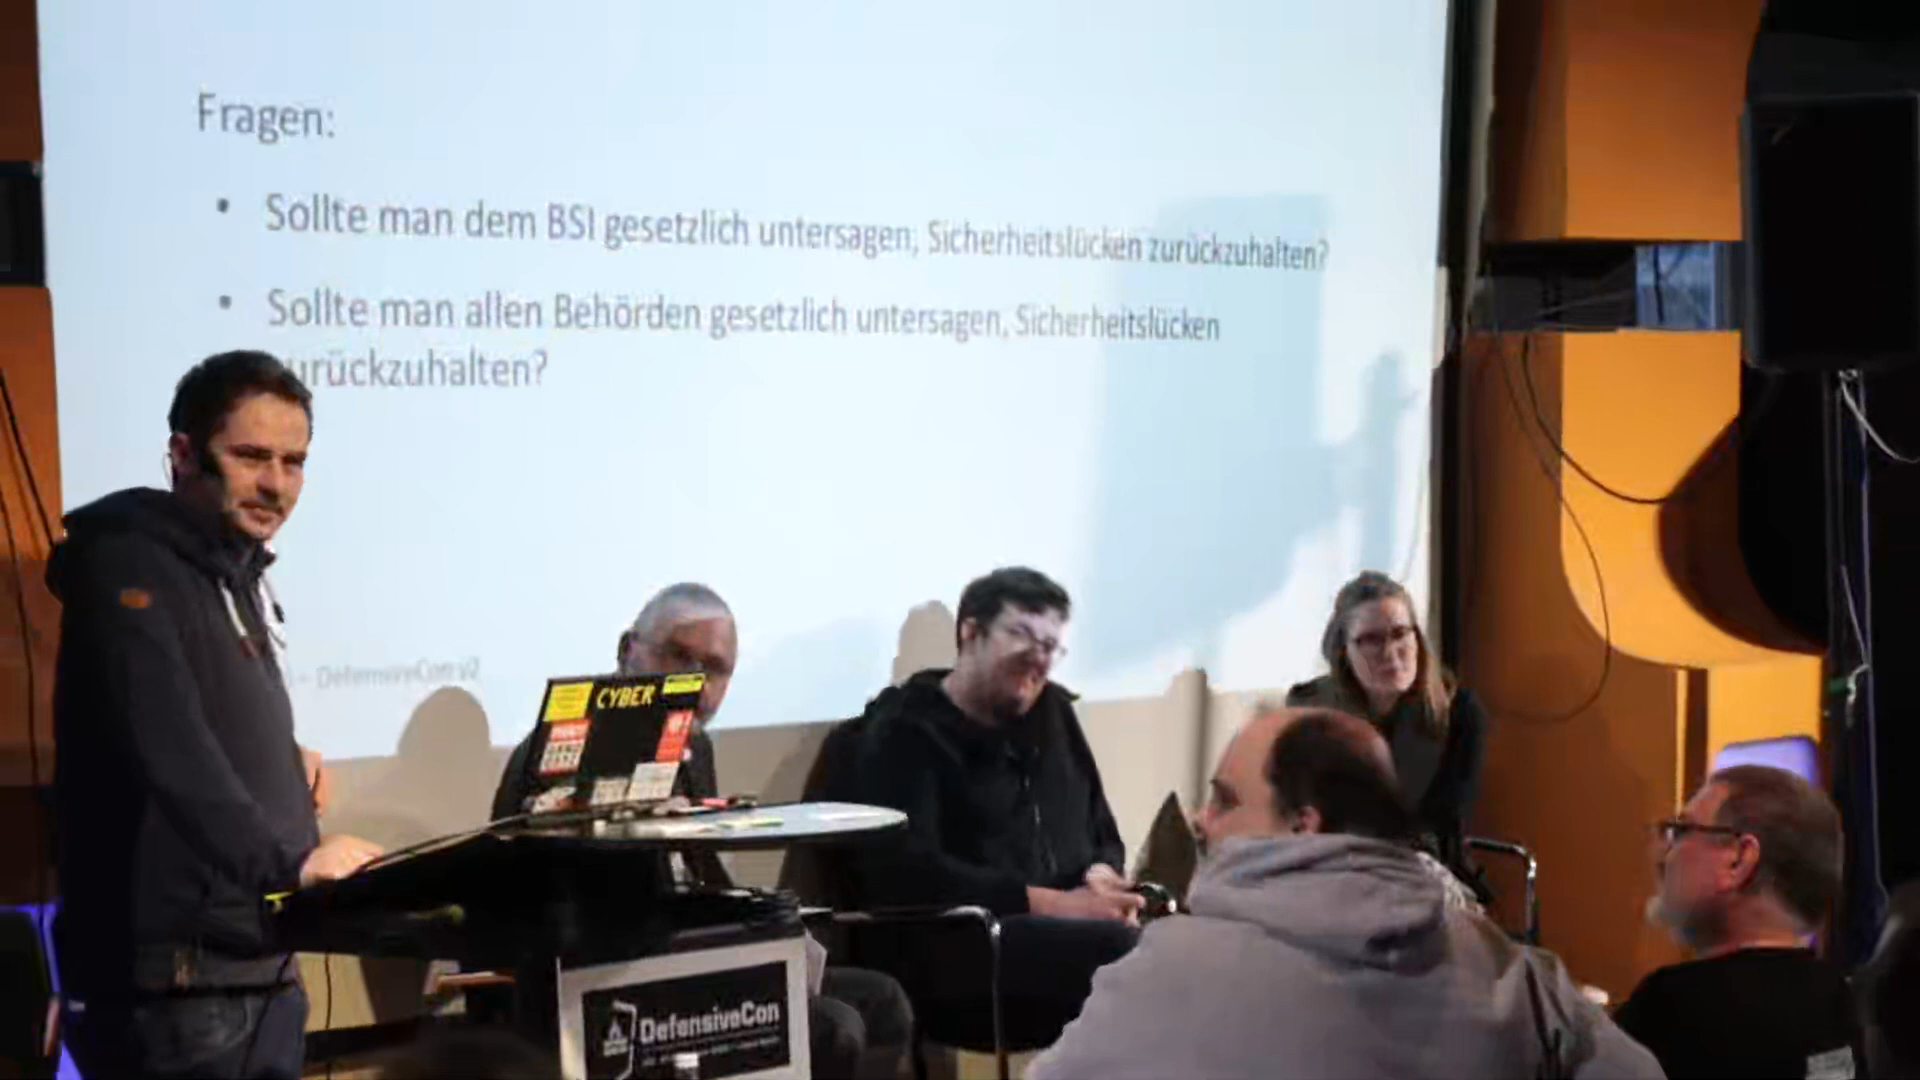 Fragen:
• Sollte man dem BSI gesetzlich untersagen, Sicherheitslücken zurückzuhalten?
• Sollte man allen Behörden gesetzlich untersagen, Sicherheitslücken
urückzuhalten?
– DefensiveCon v2
CYBER
DefensiveCon